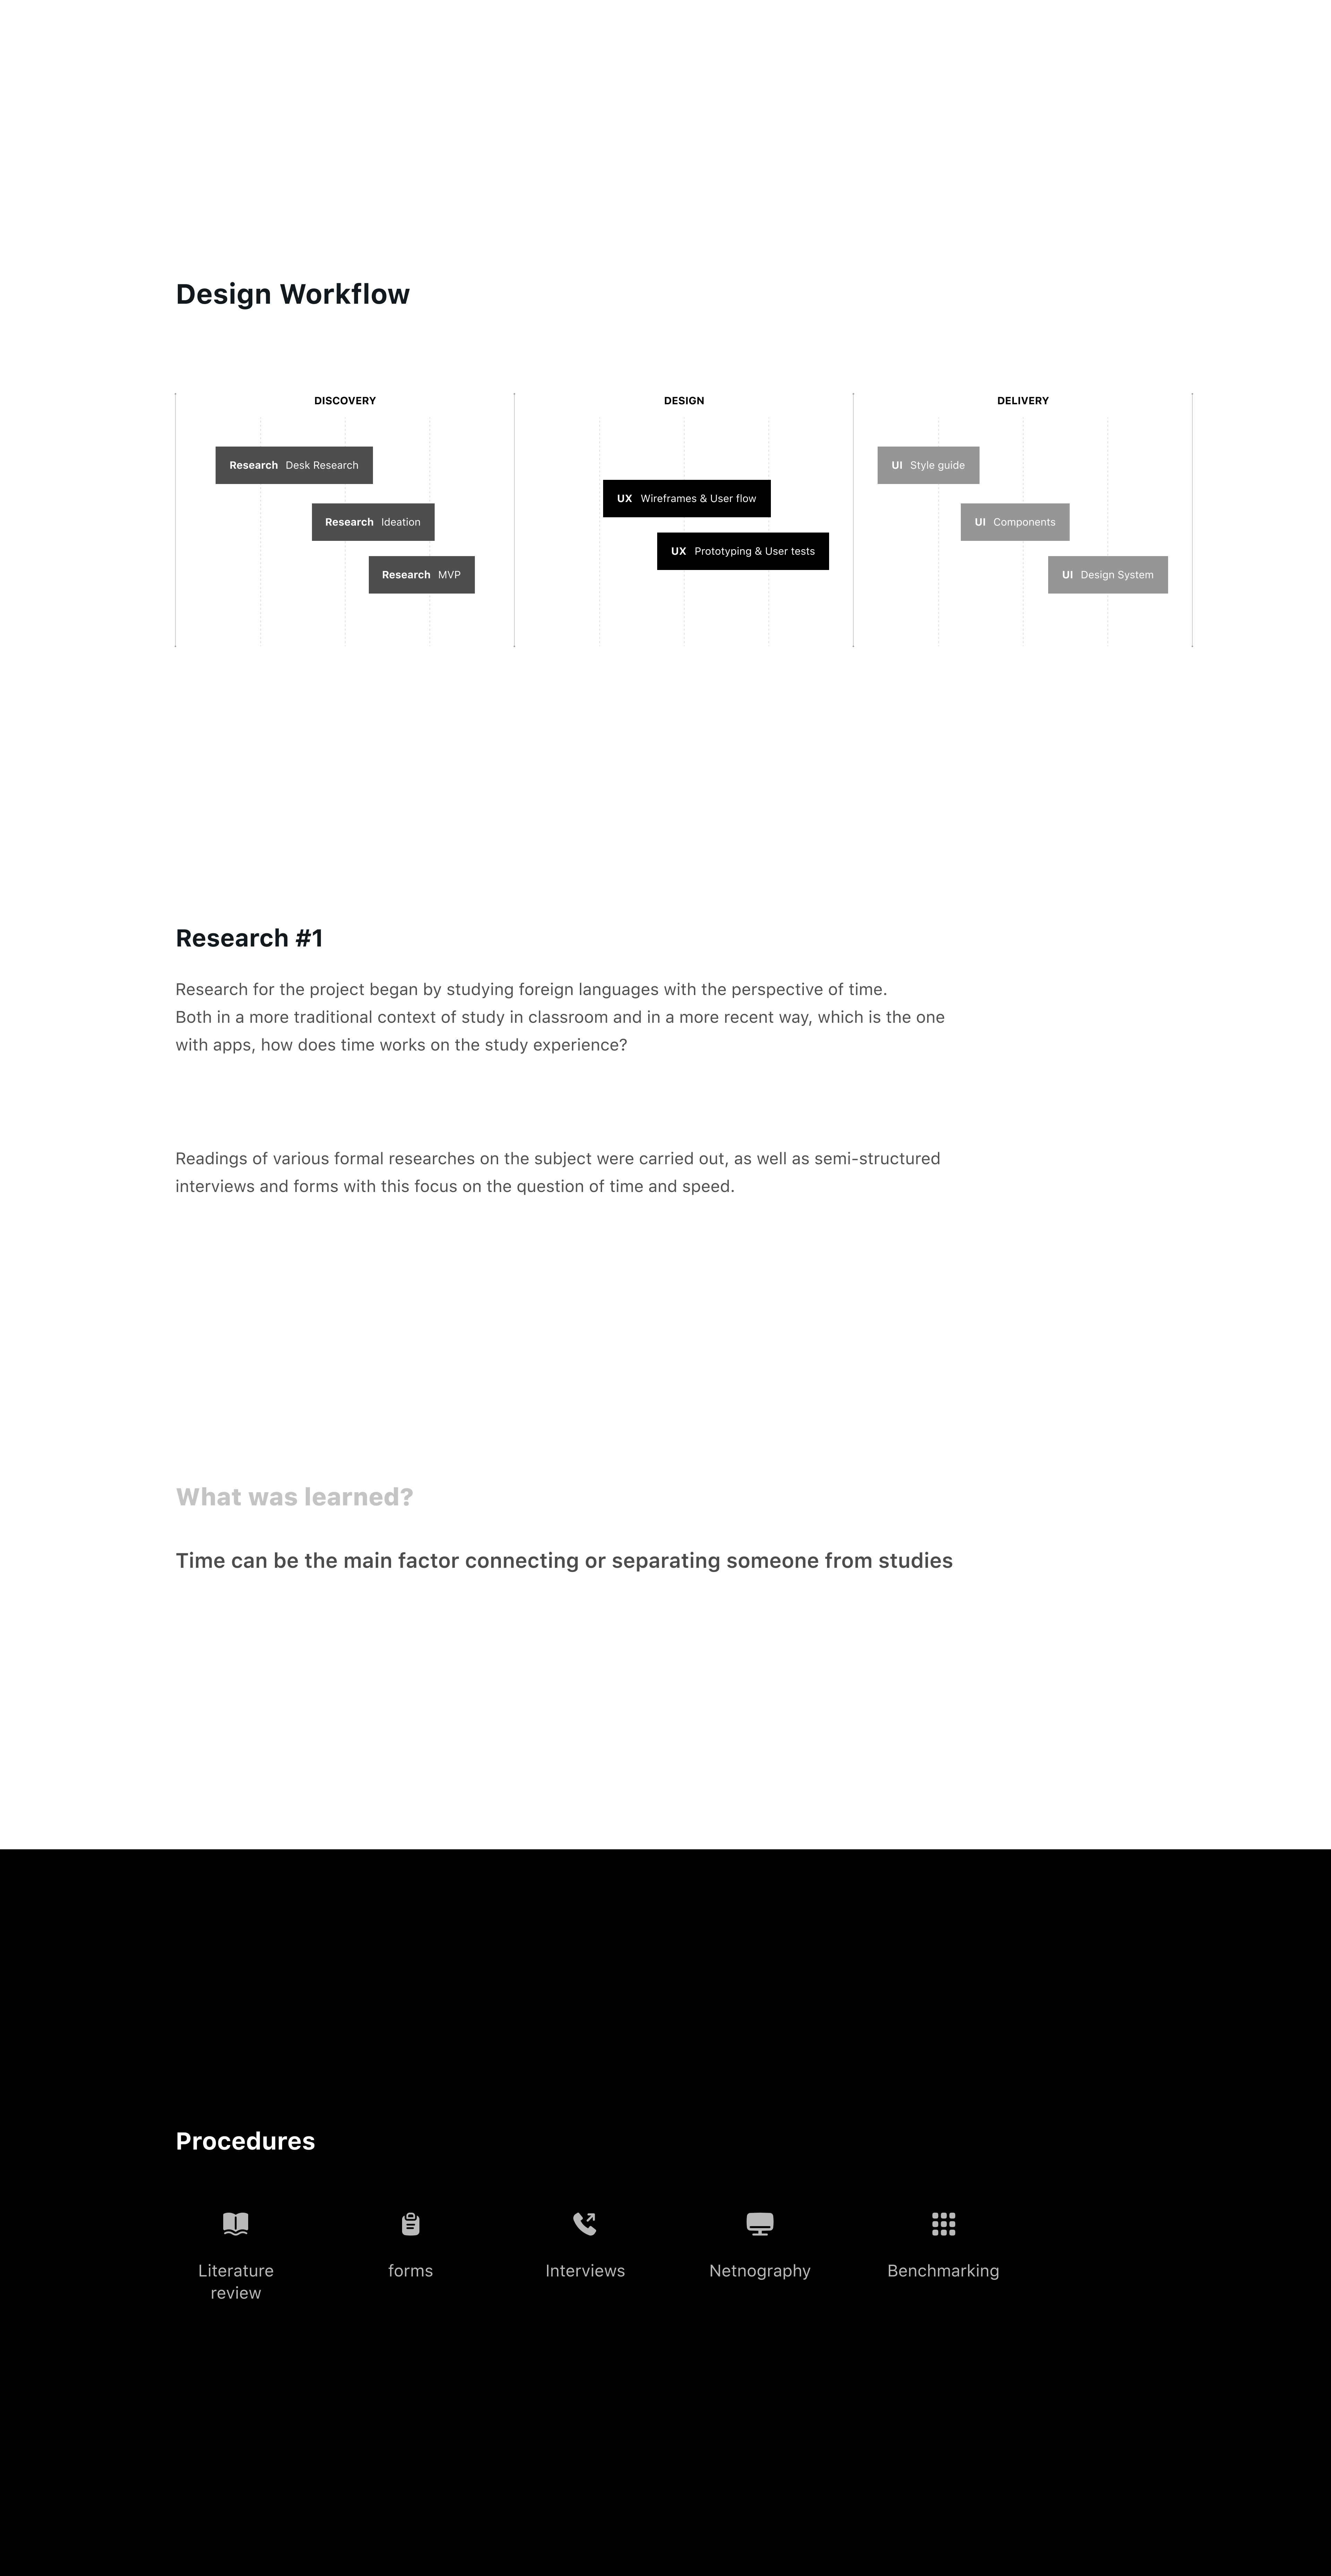 Design Workflow
DISCOVERY
DESIGN
DELIVERY
Research Desk Research
Research Ideation
Research MVP
UX Wireframes & User flow
UX Prototyping & User tests
UI Style guide
UI Components
UI Design System
Research #1
Research for the project began by studying foreign languages with the perspective of time.
Both in a more traditional context of study in classroom and in a more recent way, which is the one
with apps, how does time works on the study experience?
Readings of various formal researches on the subject were carried out, as well as semi-structured
interviews and forms with this focus on the question of time and speed.
What was learned?
Time can be the main factor connecting or separating someone from studies
Procedures
Literature
review
forms
Interviews
Netnography
Benchmarking